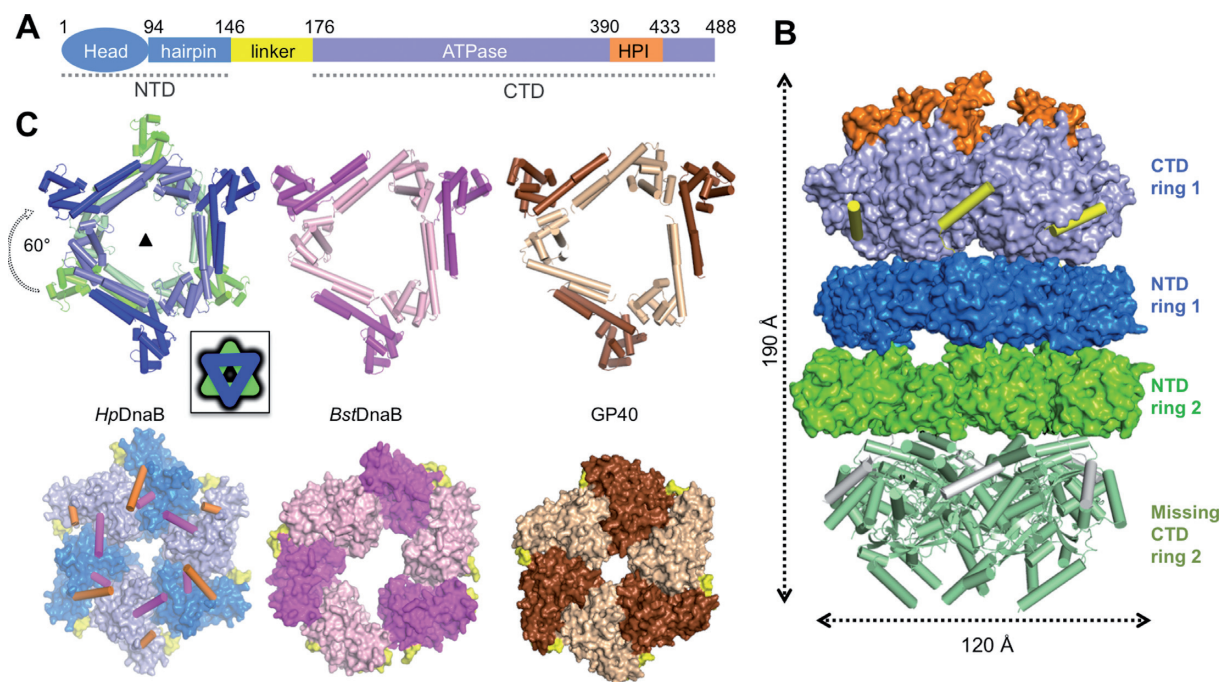 A
1 94 146 176 390 433 488
Head hairpin linker ATPase HPI
NTD CTD
B
190 Å
CTD
ring 1
NTD
ring 1
NTD
ring 2
Missing
CTD
ring 2
120 Å
C
60°
HpDnaB BstDnaB GP40